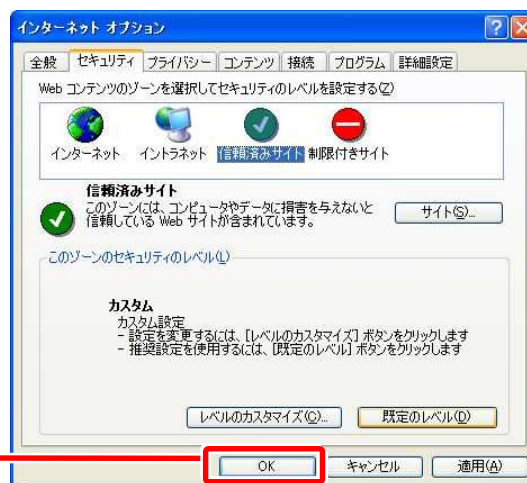 インターネット オプション
全般 セキュリティ プライバシー コンテンツ 接続 プログラム 詳細設定
Web コンテンツのゾーンを選択してセキュリティのレベルを設定する(Z)
インターネット イントラネット 信頼済みサイト 制限付きサイト
信頼済みサイト
このゾーンには、コンピュータやデータに損害を与えないと
信頼している Web サイトが含まれています。
サイト(S)...
このゾーンのセキュリティのレベル(L)
カスタム
カスタム設定
- 設定を変更するには、[レベルのカスタマイズ] ボタンをクリックします
- 推奨設定を使用するには、[既定のレベル] ボタンをクリックします
レベルのカスタマイズ(C)... 既定のレベル(D)
OK キャンセル 適用(A)